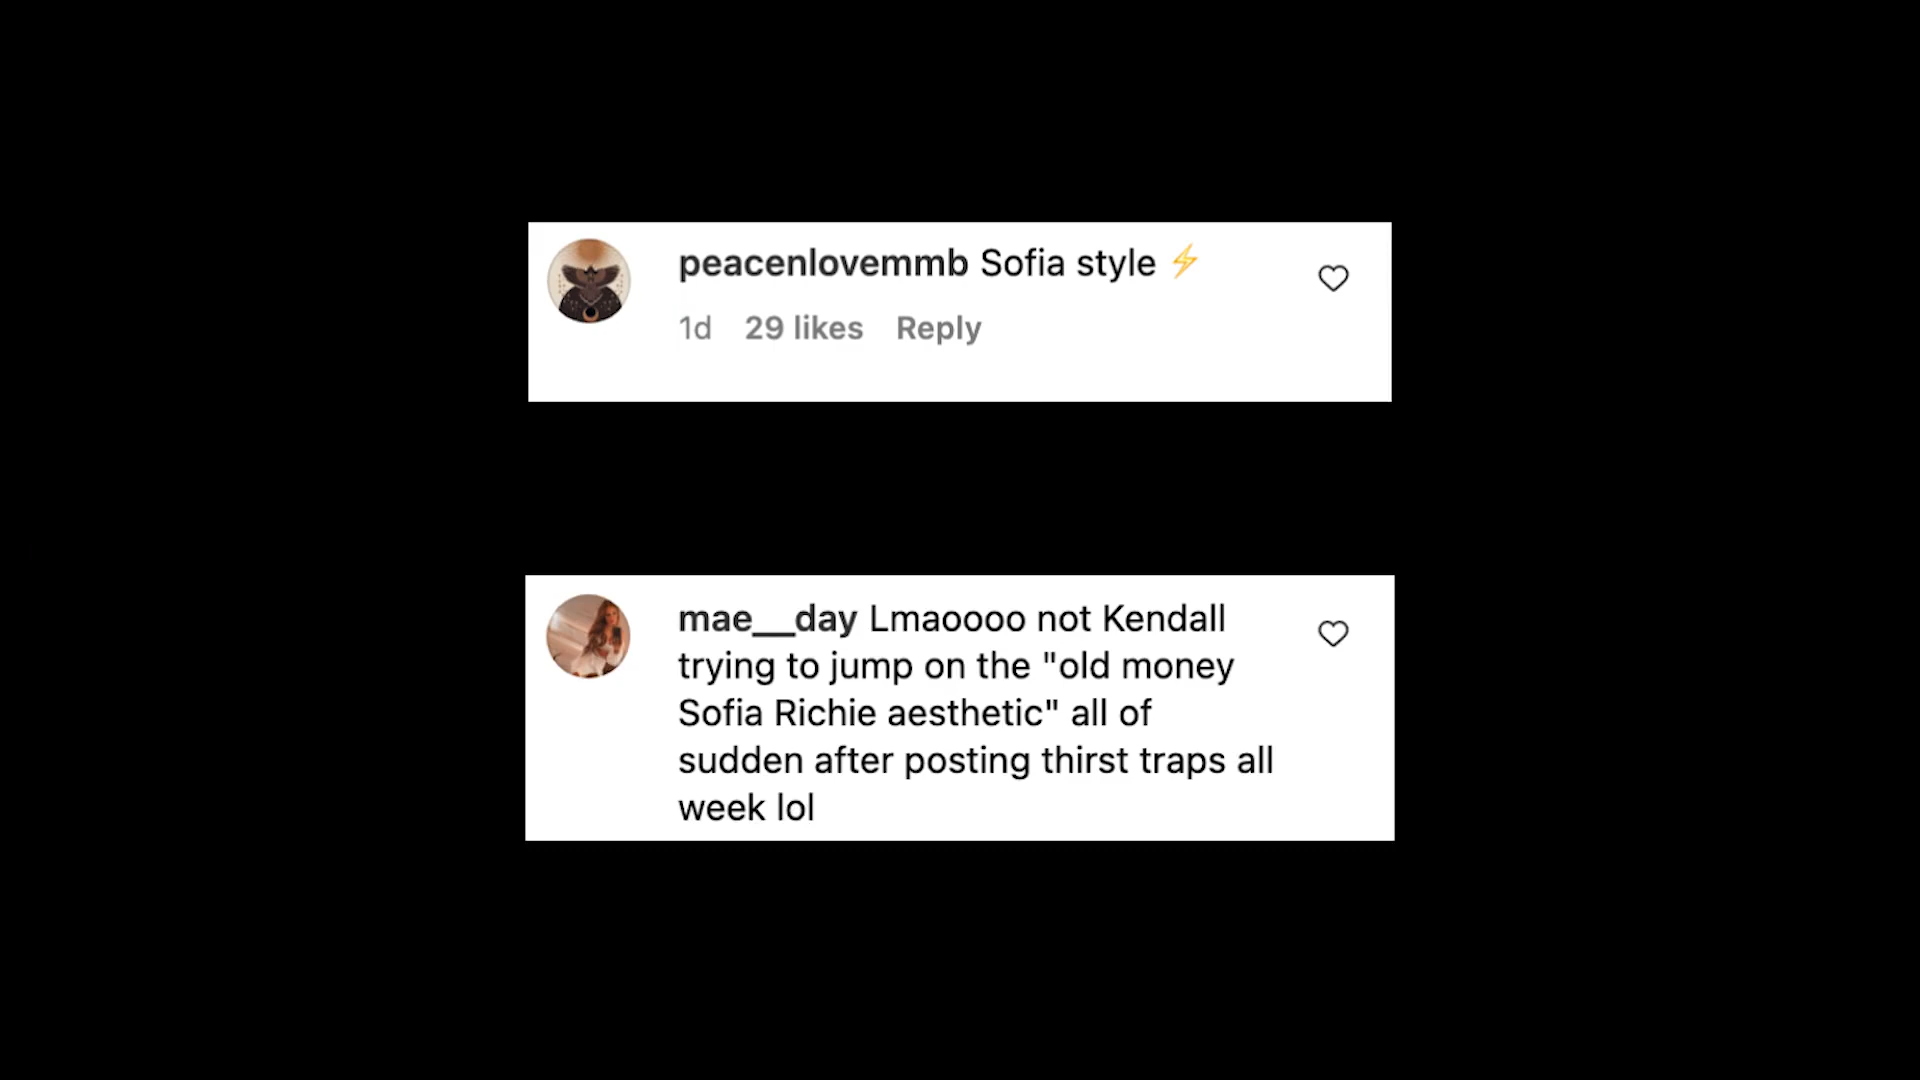 peacenlovemmb Sofia style ⚡
1d 29 likes Reply
mae__day Lmaoooo not Kendall
trying to jump on the "old money
Sofia Richie aesthetic" all of
sudden after posting thirst traps all
week lol